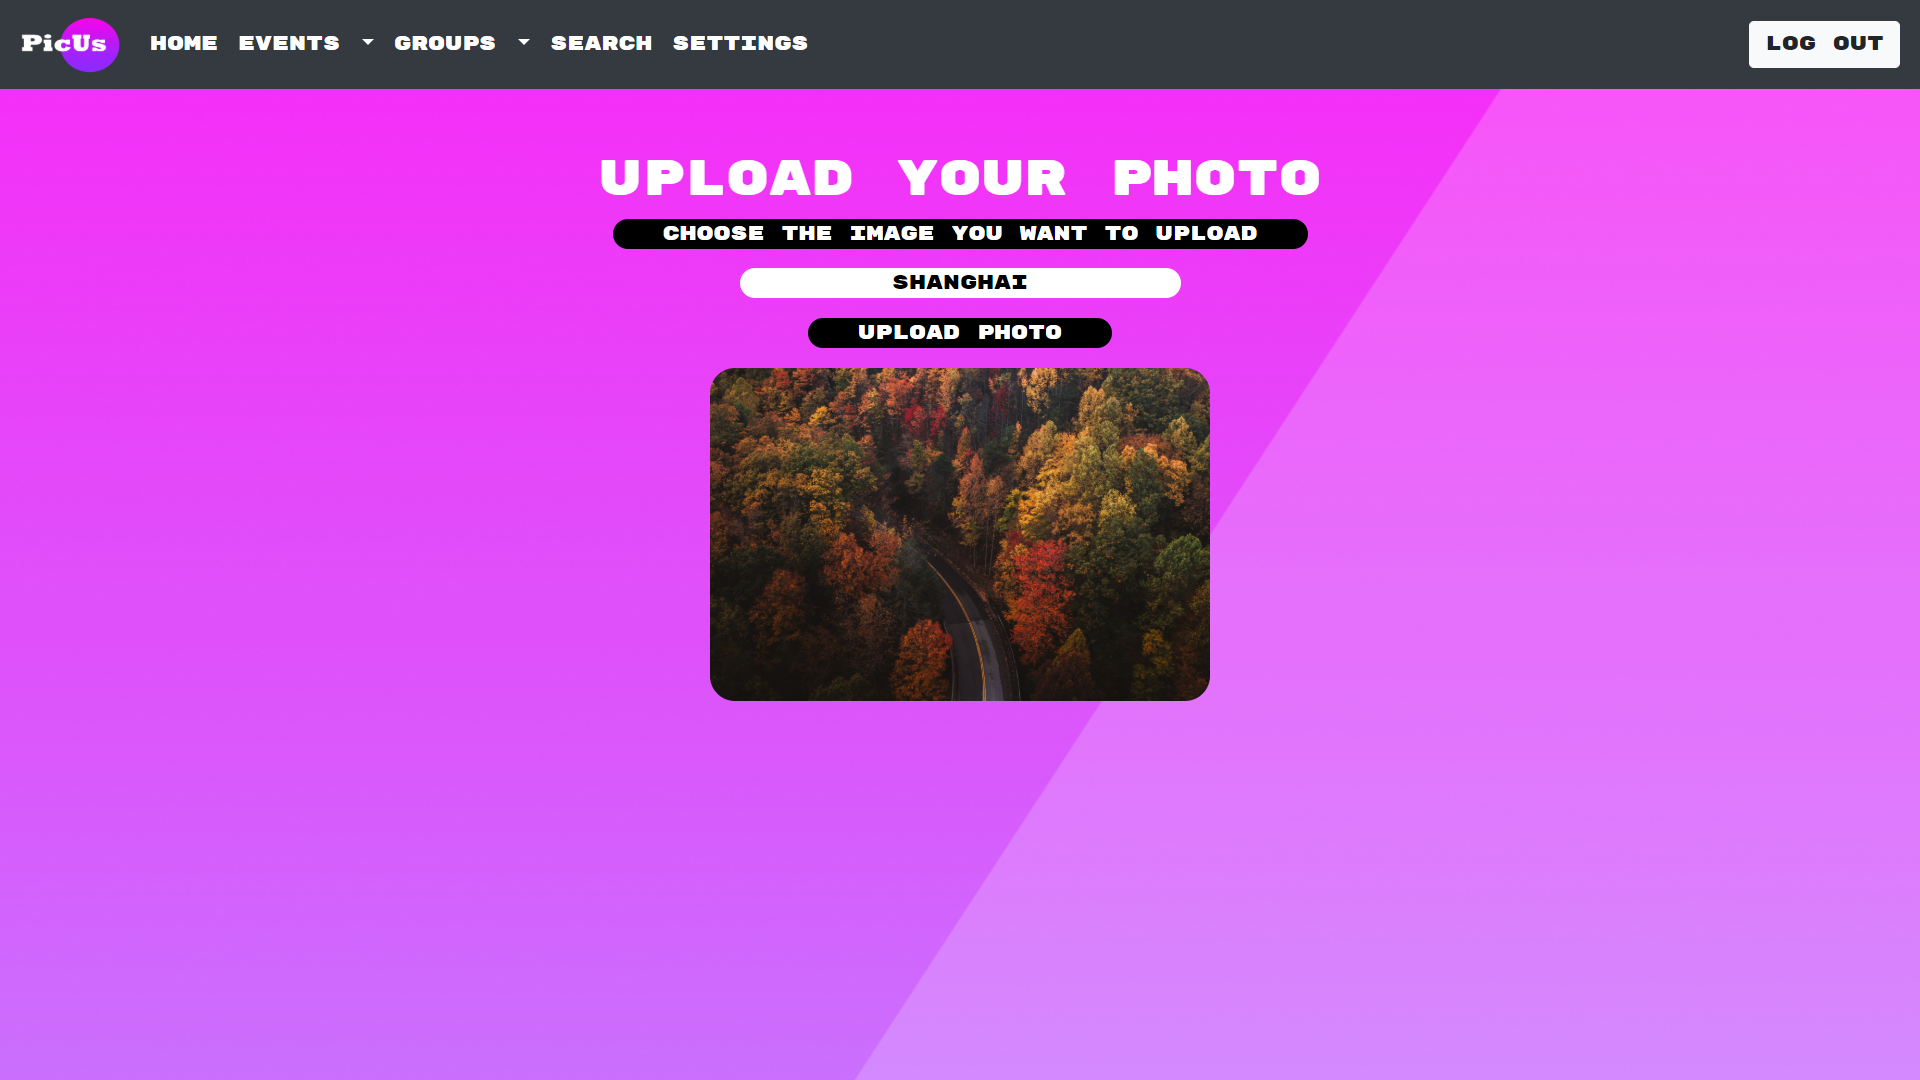 PicUs HOME EVENTS GROUPS SEARCH SETTINGS LOG OUT
UPLOAD YOUR PHOTO
CHOOSE THE IMAGE YOU WANT TO UPLOAD
SHANGHAI
UPLOAD PHOTO